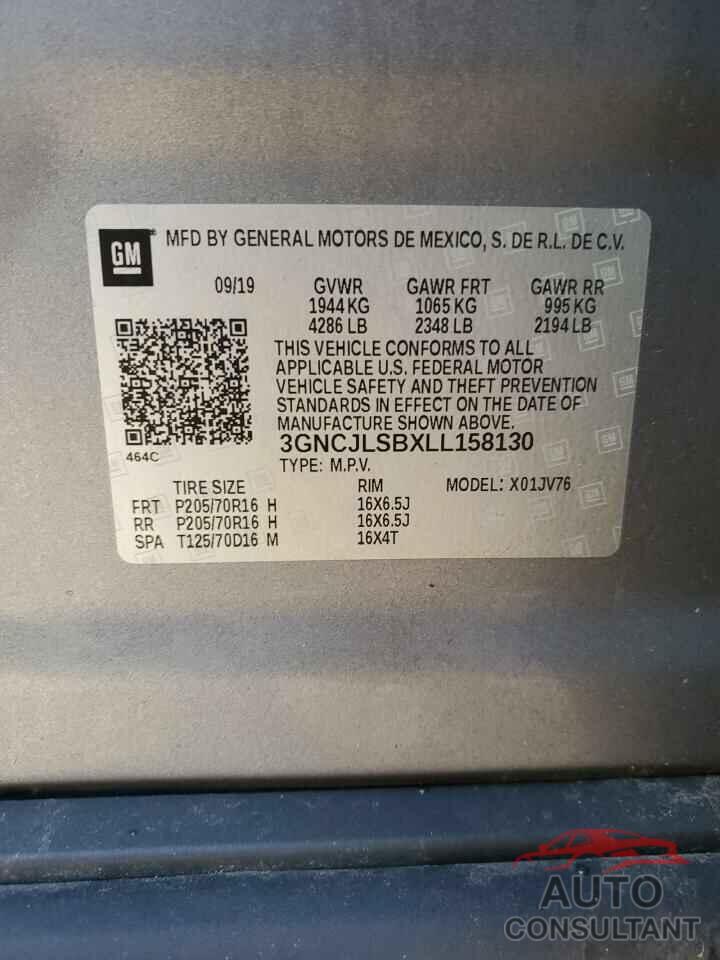 GM
MFD BY GENERAL MOTORS DE MEXICO, S. DE R.L. DE C.V.
09/19 GVWR GAWR FRT GAWR RR
1944 KG 1065 KG 995 KG
4286 LB 2348 LB 2194 LB
THIS VEHICLE CONFORMS TO ALL
APPLICABLE U.S. FEDERAL MOTOR
VEHICLE SAFETY AND THEFT PREVENTION
STANDARDS IN EFFECT ON THE DATE OF
MANUFACTURE SHOWN ABOVE.
464C
3GNCJLSBXLL158130
TYPE: M.P.V.
TIRE SIZE RIM MODEL: X01JV76
FRT P205/70R16 H 16X6.5J
RR P205/70R16 H 16X6.5J
SPA T125/70D16 M 16X4T
AUTO
CONSULTANT